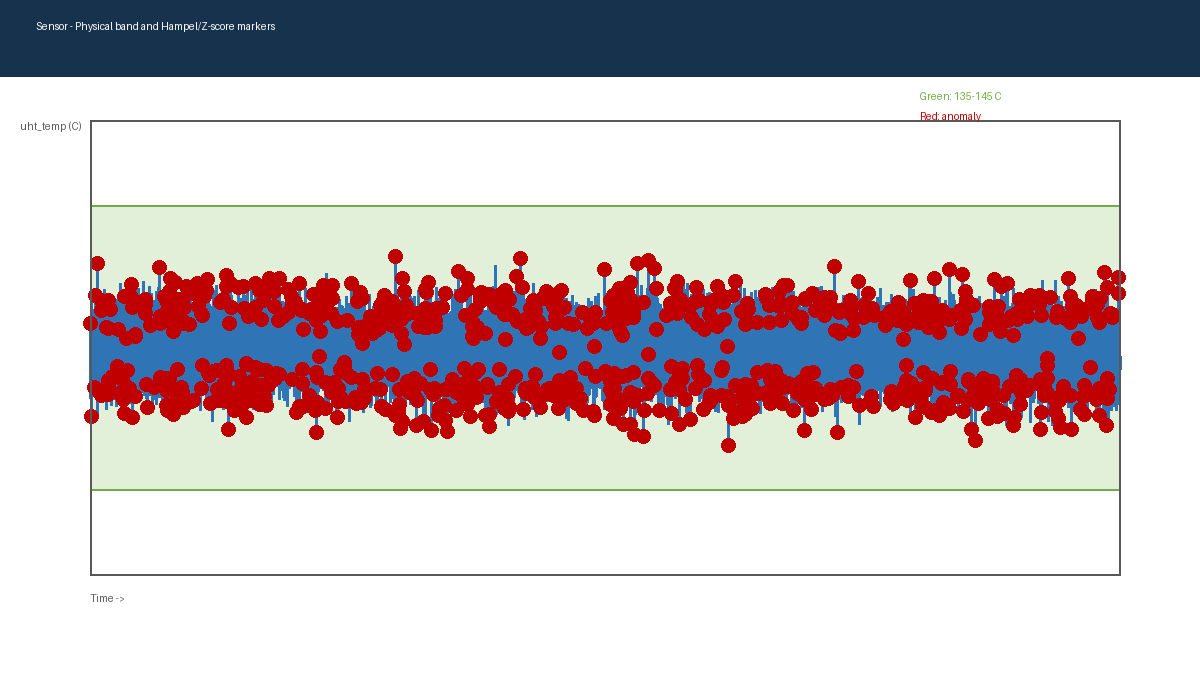 Sensor - Physical band and Hampel/Z-score markers
Green: 135-145 C
Red: anomaly
uht_temp (C)
Time ->